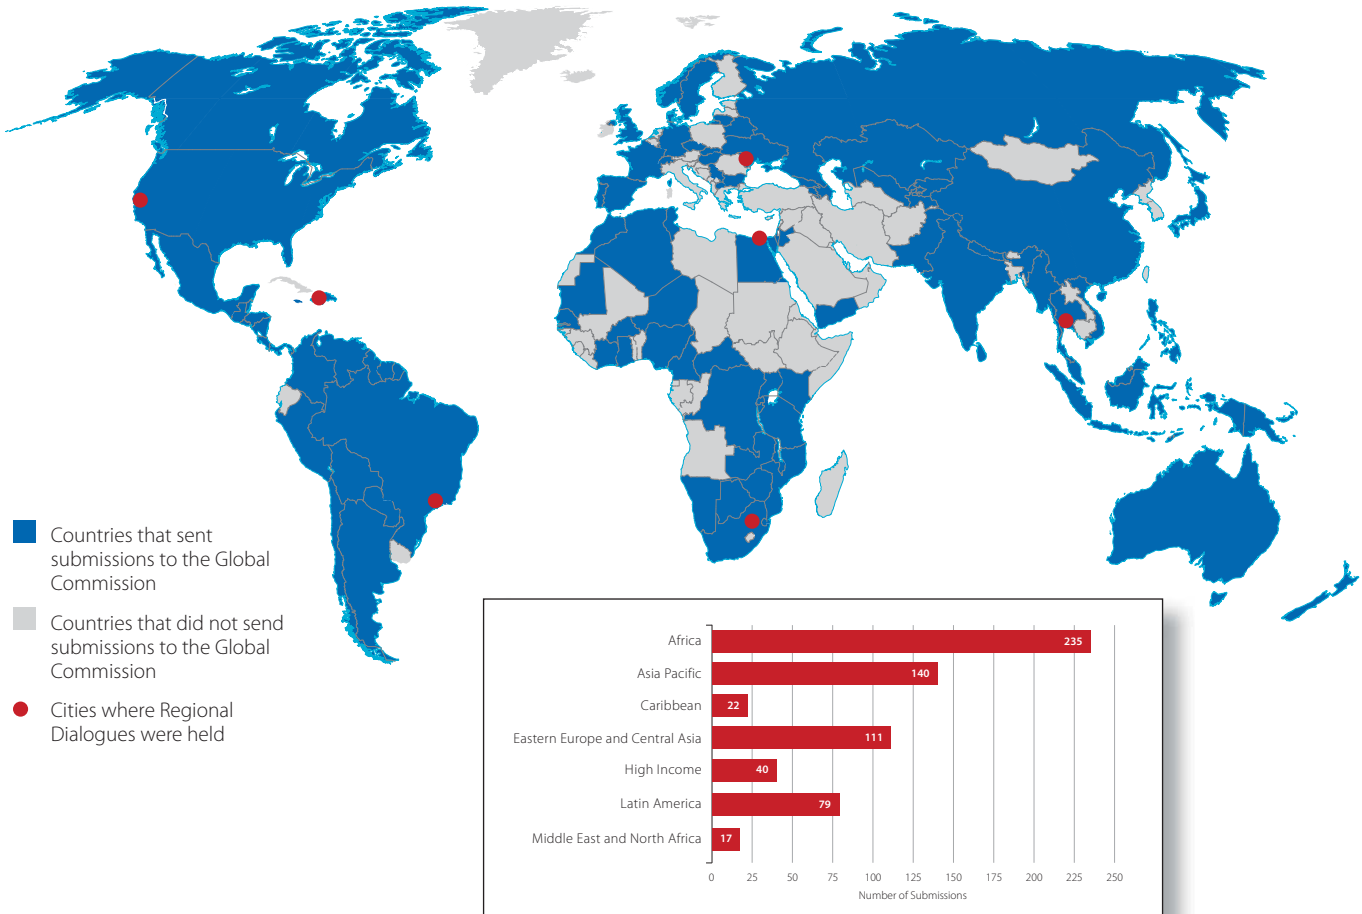 Countries that sent
submissions to the Global
Commission
Countries that did not send
submissions to the Global
Commission
Cities where Regional
Dialogues were held
Africa 235
Asia Pacific 140
Caribbean 22
Eastern Europe and Central Asia 111
High Income 40
Latin America 79
Middle East and North Africa 17
0 25 50 75 100 125 150 175 200 225 250
Number of Submissions